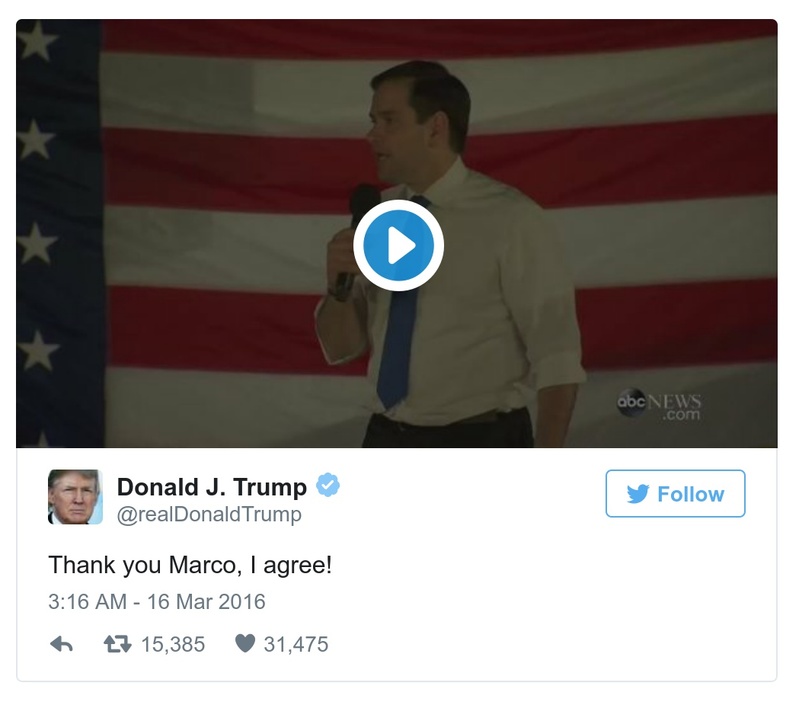 abc NEWS
.com
Donald J. Trump
@realDonaldTrump
Follow
Thank you Marco, I agree!
3:16 AM - 16 Mar 2016
15,385 31,475